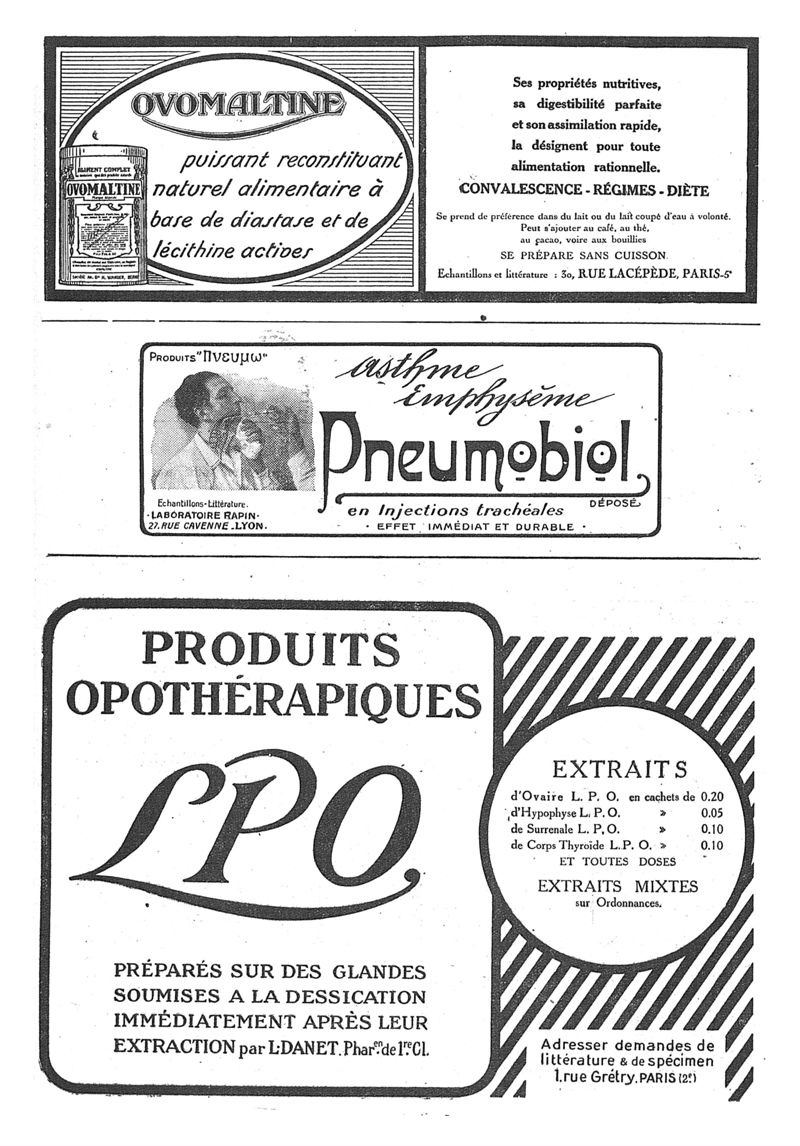 OVOMALTINE
puissant reconstituant
naturel alimentaire à
base de diastase et de
lécithine actives
ALIMENT COMPLET
OVOMALTINE
Ses propriétés nutritives,
sa digestibilité parfaite
et son assimilation rapide,
la désignent pour toute
alimentation rationnelle.
CONVALESCENCE - RÉGIMES - DIÈTE
Se prend de préférence dans du lait ou du lait coupé d'eau à volonté.
Peut s'ajouter au café, au thé,
au cacao, voire aux bouillies
SE PRÉPARE SANS CUISSON
Echantillons et littérature : 30, RUE LACÉPÈDE, PARIS-5e
PRODUITS "Πνευμω"
asthme
Emphysème
Pneumobiol
DÉPOSÉ
en Injections trachéales
· EFFET IMMÉDIAT ET DURABLE ·
Echantillons-Littérature.
·LABORATOIRE RAPIN·
27. RUE CAVENNE .LYON.
PRODUITS
OPOTHÉRAPIQUES
LPO
PRÉPARÉS SUR DES GLANDES
SOUMISES A LA DESSICATION
IMMÉDIATEMENT APRÈS LEUR
EXTRACTION par L·DANET. Pharen. de 1re Cl.
EXTRAITS
d'Ovaire L. P. O. en cachets de 0.20
d'Hypophyse L. P. O. » 0.05
de Surrenale L. P. O. » 0.10
de Corps Thyroïde L. P. O. » 0.10
ET TOUTES DOSES
EXTRAITS MIXTES
sur Ordonnances.
Adresser demandes de
littérature & de spécimen
1.rue Grétry. PARIS (2e)